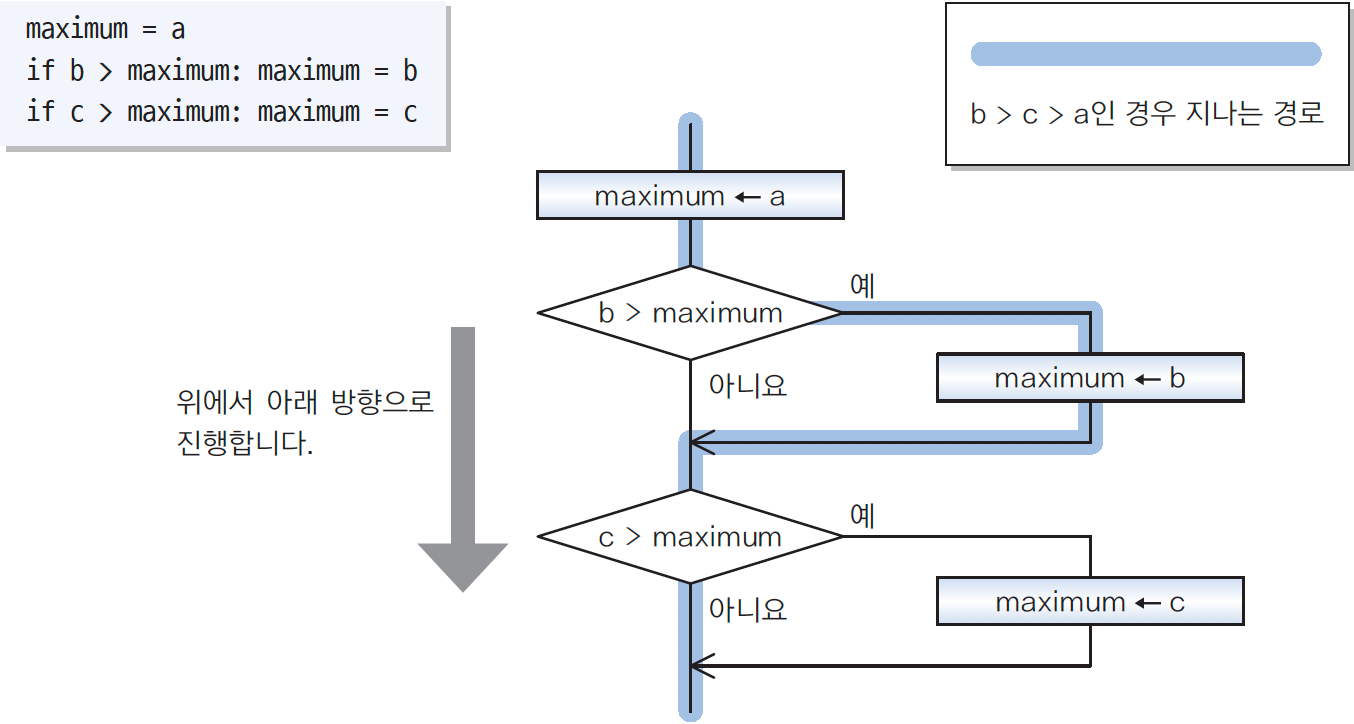 maximum = a
if b > maximum: maximum = b
if c > maximum: maximum = c
b > c > a인 경우 지나는 경로
maximum ← a
b > maximum
예
아니요
maximum ← b
위에서 아래 방향으로
진행합니다.
c > maximum
예
아니요
maximum ← c